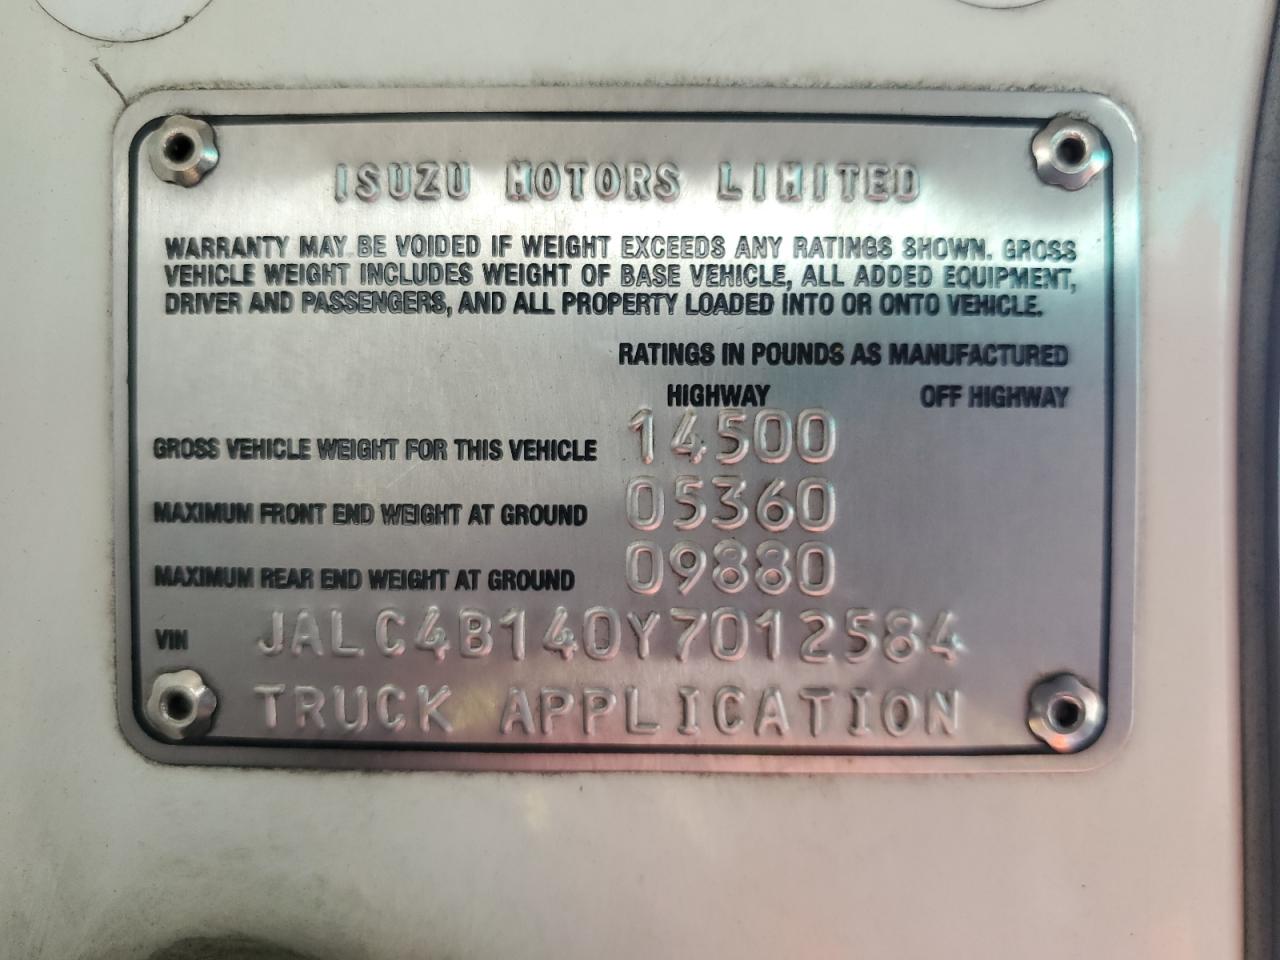 ISUZU MOTORS LIMITED
WARRANTY MAY BE VOIDED IF WEIGHT EXCEEDS ANY RATINGS SHOWN. GROSS
VEHICLE WEIGHT INCLUDES WEIGHT OF BASE VEHICLE, ALL ADDED EQUIPMENT,
DRIVER AND PASSENGERS, AND ALL PROPERTY LOADED INTO OR ONTO VEHICLE.
RATINGS IN POUNDS AS MANUFACTURED
HIGHWAY OFF HIGHWAY
GROSS VEHICLE WEIGHT FOR THIS VEHICLE 14500
MAXIMUM FRONT END WEIGHT AT GROUND 05360
MAXIMUM REAR END WEIGHT AT GROUND 09880
VIN JALC4B140Y7012584
TRUCK APPLICATION